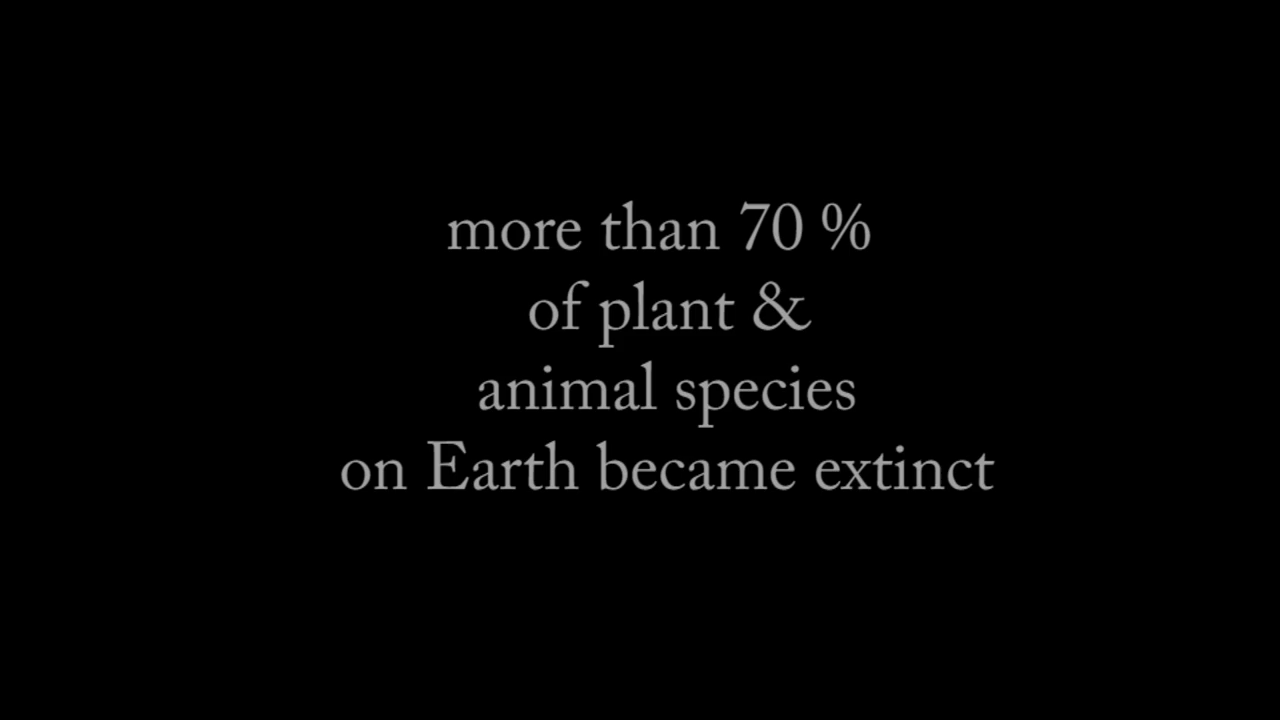 more than 70 %
of plant &
animal species
on Earth became extinct